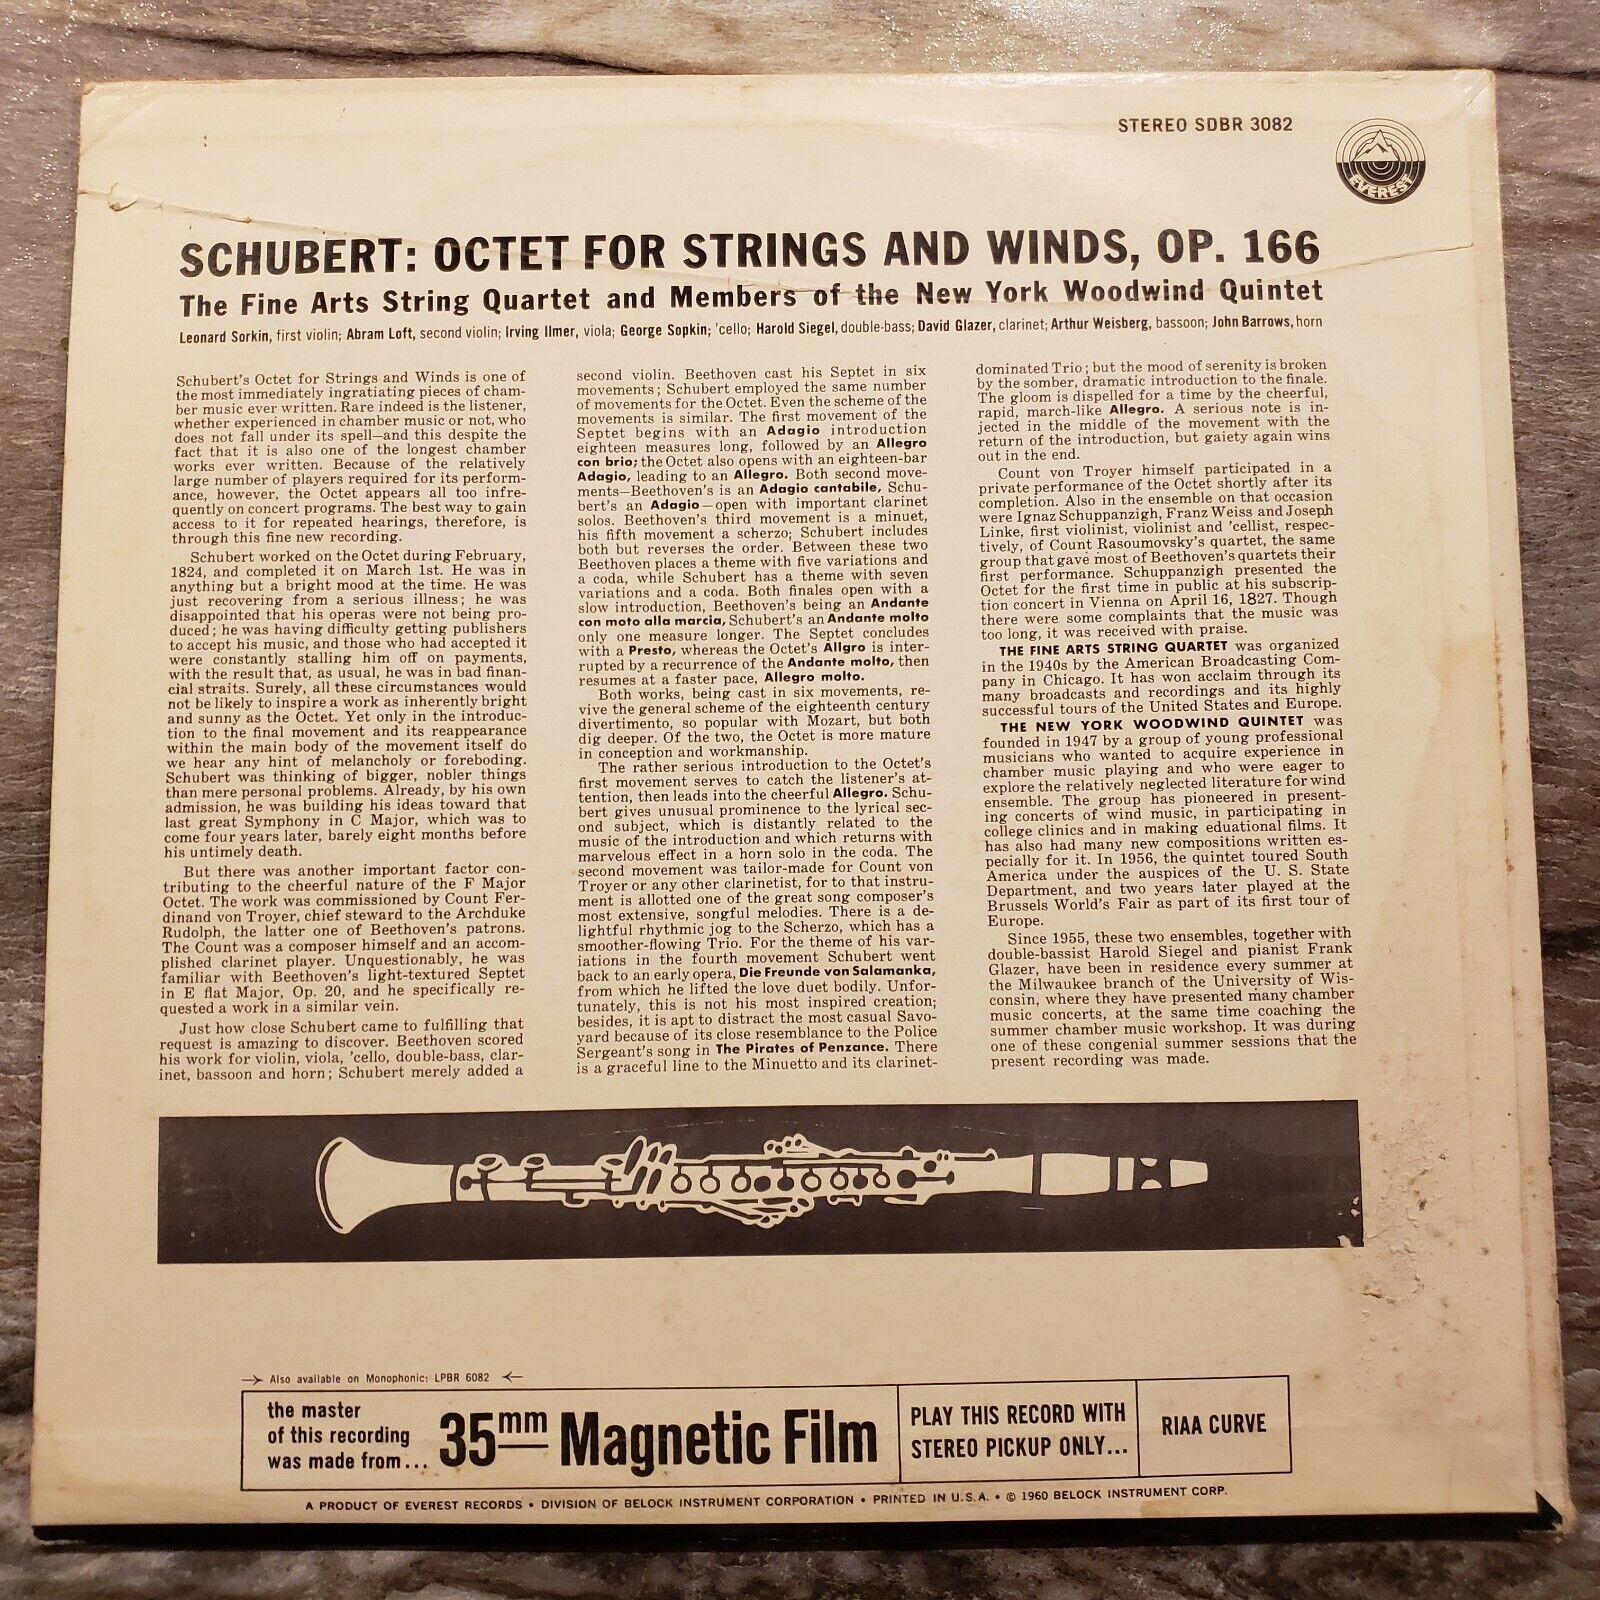 STEREO SDBR 3082
EVEREST
SCHUBERT: OCTET FOR STRINGS AND WINDS, OP. 166
The Fine Arts String Quartet and Members of the New York Woodwind Quintet
Leonard Sorkin, first violin; Abram Loft, second violin; Irving Ilmer, viola; George Sopkin; 'cello; Harold Siegel, double-bass; David Glazer, clarinet; Arthur Weisberg, bassoon; John Barrows, horn
Schubert's Octet for Strings and Winds is one of
the most immediately ingratiating pieces of cham-
ber music ever written. Rare indeed is the listener,
whether experienced in chamber music or not, who
does not fall under its spell—and this despite the
fact that it is also one of the longest chamber
works ever written. Because of the relatively
large number of players required for its perform-
ance, however, the Octet appears all too infre-
quently on concert programs. The best way to gain
access to it for repeated hearings, therefore, is
through this fine new recording.
Schubert worked on the Octet during February,
1824, and completed it on March 1st. He was in
anything but a bright mood at the time. He was
just recovering from a serious illness; he was
disappointed that his operas were not being pro-
duced; he was having difficulty getting publishers
to accept his music, and those who had accepted it
were constantly stalling him off on payments,
with the result that, as usual, he was in bad finan-
cial straits. Surely, all these circumstances would
not be likely to inspire a work as inherently bright
and sunny as the Octet. Yet only in the introduc-
tion to the final movement and its reappearance
within the main body of the movement itself do
we hear any hint of melancholy or foreboding.
Schubert was thinking of bigger, nobler things
than mere personal problems. Already, by his own
admission, he was building his ideas toward that
last great Symphony in C Major, which was to
come four years later, barely eight months before
his untimely death.
But there was another important factor con-
tributing to the cheerful nature of the F Major
Octet. The work was commissioned by Count Fer-
dinand von Troyer, chief steward to the Archduke
Rudolph, the latter one of Beethoven's patrons.
The Count was a composer himself and an accom-
plished clarinet player. Unquestionably, he was
familiar with Beethoven's light-textured Septet
in E flat Major, Op. 20, and he specifically re-
quested a work in a similar vein.
Just how close Schubert came to fulfilling that
request is amazing to discover. Beethoven scored
his work for violin, viola, 'cello, double-bass, clar-
inet, bassoon and horn; Schubert merely added a
second violin. Beethoven cast his Septet in six
movements; Schubert employed the same number
of movements for the Octet. Even the scheme of the
movements is similar. The first movement of the
Septet begins with an Adagio introduction
eighteen measures long, followed by an Allegro
con brio; the Octet also opens with an eighteen-bar
Adagio, leading to an Allegro. Both second move-
ments—Beethoven's is an Adagio cantabile, Schu-
bert's an Adagio—open with important clarinet
solos. Beethoven's third movement is a minuet,
his fifth movement a scherzo; Schubert includes
both but reverses the order. Between these two
Beethoven places a theme with five variations and
a coda, while Schubert has a theme with seven
variations and a coda. Both finales open with a
slow introduction, Beethoven's being an Andante
con moto alla marcia, Schubert's an Andante molto
only one measure longer. The Septet concludes
with a Presto, whereas the Octet's Allgro is inter-
rupted by a recurrence of the Andante molto, then
resumes at a faster pace, Allegro molto.
Both works, being cast in six movements, re-
vive the general scheme of the eighteenth century
divertimento, so popular with Mozart, but both
dig deeper. Of the two, the Octet is more mature
in conception and workmanship.
The rather serious introduction to the Octet's
first movement serves to catch the listener's at-
tention, then leads into the cheerful Allegro. Schu-
bert gives unusual prominence to the lyrical sec-
ond subject, which is distantly related to the
music of the introduction and which returns with
marvelous effect in a horn solo in the coda. The
second movement was tailor-made for Count von
Troyer or any other clarinetist, for to that instru-
ment is allotted one of the great song composer's
most extensive, songful melodies. There is a de-
lightful rhythmic jog to the Scherzo, which has a
smoother-flowing Trio. For the theme of his var-
iations in the fourth movement Schubert went
back to an early opera, Die Freunde von Salamanka,
from which he lifted the love duet bodily. Unfor-
tunately, this is not his most inspired creation;
besides, it is apt to distract the most casual Savo-
yard because of its close resemblance to the Police
Sergeant's song in The Pirates of Penzance. There
is a graceful line to the Minuetto and its clarinet-
dominated Trio; but the mood of serenity is broken
by the somber, dramatic introduction to the finale.
The gloom is dispelled for a time by the cheerful,
rapid, march-like Allegro. A serious note is in-
jected in the middle of the movement with the
return of the introduction, but gaiety again wins
out in the end.
Count von Troyer himself participated in a
private performance of the Octet shortly after its
completion. Also in the ensemble on that occasion
were Ignaz Schuppanzigh, Franz Weiss and Joseph
Linke, first violinist, violinist and 'cellist, respec-
tively, of Count Rasoumovsky's quartet, the same
group that gave most of Beethoven's quartets their
first performance. Schuppanzigh presented the
Octet for the first time in public at his subscrip-
tion concert in Vienna on April 16, 1827. Though
there were some complaints that the music was
too long, it was received with praise.
THE FINE ARTS STRING QUARTET was organized
in the 1940s by the American Broadcasting Com-
pany in Chicago. It has won acclaim through its
many broadcasts and recordings and its highly
successful tours of the United States and Europe.
THE NEW YORK WOODWIND QUINTET was
founded in 1947 by a group of young professional
musicians who wanted to acquire experience in
chamber music playing and who were eager to
explore the relatively neglected literature for wind
ensemble. The group has pioneered in present-
ing concerts of wind music, in participating in
college clinics and in making eduational films. It
has also had many new compositions written es-
pecially for it. In 1956, the quintet toured South
America under the auspices of the U. S. State
Department, and two years later played at the
Brussels World's Fair as part of its first tour of
Europe.
Since 1955, these two ensembles, together with
double-bassist Harold Siegel and pianist Frank
Glazer, have been in residence every summer at
the Milwaukee branch of the University of Wis-
consin, where they have presented many chamber
music concerts, at the same time coaching the
summer chamber music workshop. It was during
one of these congenial summer sessions that the
present recording was made.
Also available on Monophonic: LPBR 6082
the master
of this recording
was made from...
35mm Magnetic Film
PLAY THIS RECORD WITH
STEREO PICKUP ONLY...
RIAA CURVE
A PRODUCT OF EVEREST RECORDS • DIVISION OF BELOCK INSTRUMENT CORPORATION • PRINTED IN U.S.A. • © 1960 BELOCK INSTRUMENT CORP.